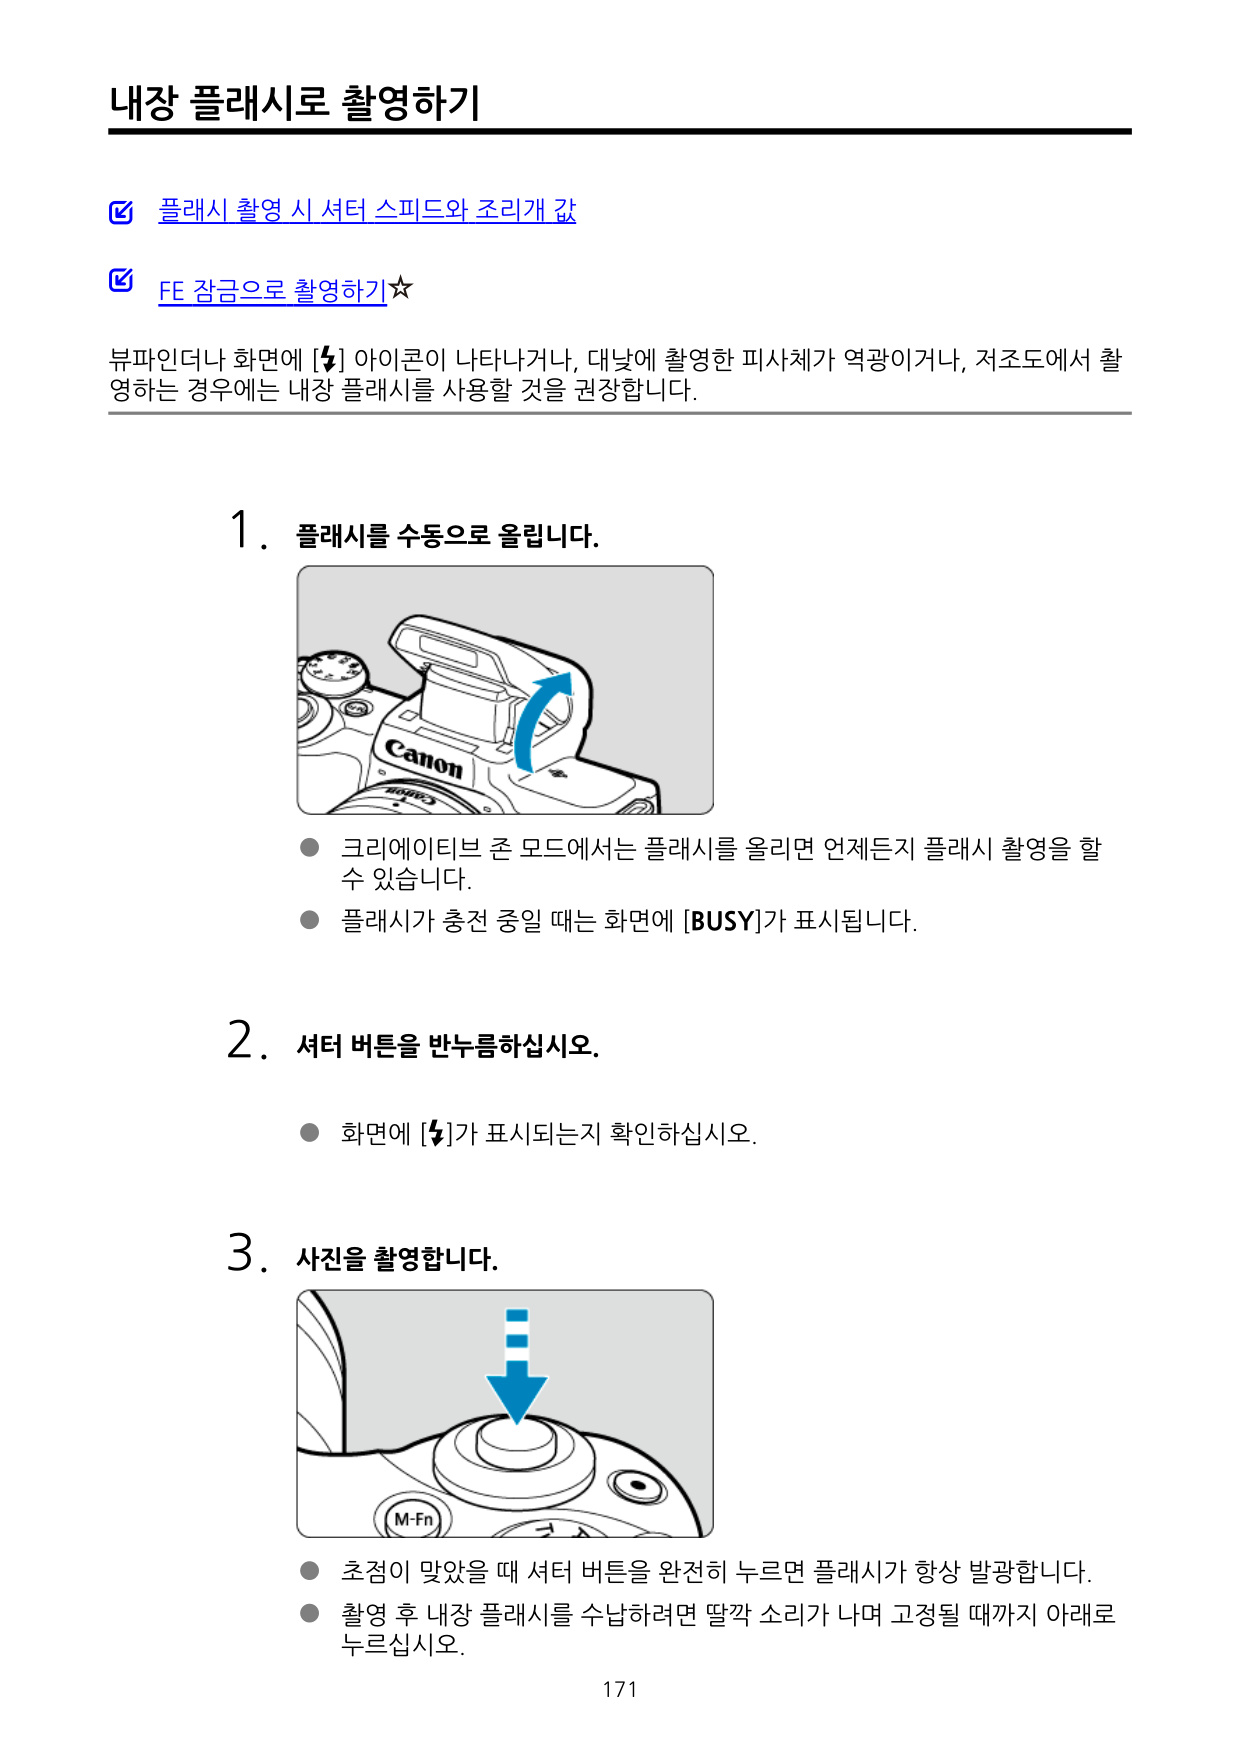 내장 플래시로 촬영하기
플래시 촬영 시 셔터 스피드와 조리개 값
FE 잠금으로 촬영하기☆
뷰파인더나 화면에 [⚡] 아이콘이 나타나거나, 대낮에 촬영한 피사체가 역광이거나, 저조도에서 촬
영하는 경우에는 내장 플래시를 사용할 것을 권장합니다.
1. 플래시를 수동으로 올립니다.
Canon
Canon
● 크리에이티브 존 모드에서는 플래시를 올리면 언제든지 플래시 촬영을 할
수 있습니다.
● 플래시가 충전 중일 때는 화면에 [BUSY]가 표시됩니다.
2. 셔터 버튼을 반누름하십시오.
● 화면에 [⚡]가 표시되는지 확인하십시오.
3. 사진을 촬영합니다.
M-Fn
● 초점이 맞았을 때 셔터 버튼을 완전히 누르면 플래시가 항상 발광합니다.
● 촬영 후 내장 플래시를 수납하려면 딸깍 소리가 나며 고정될 때까지 아래로
누르십시오.
171